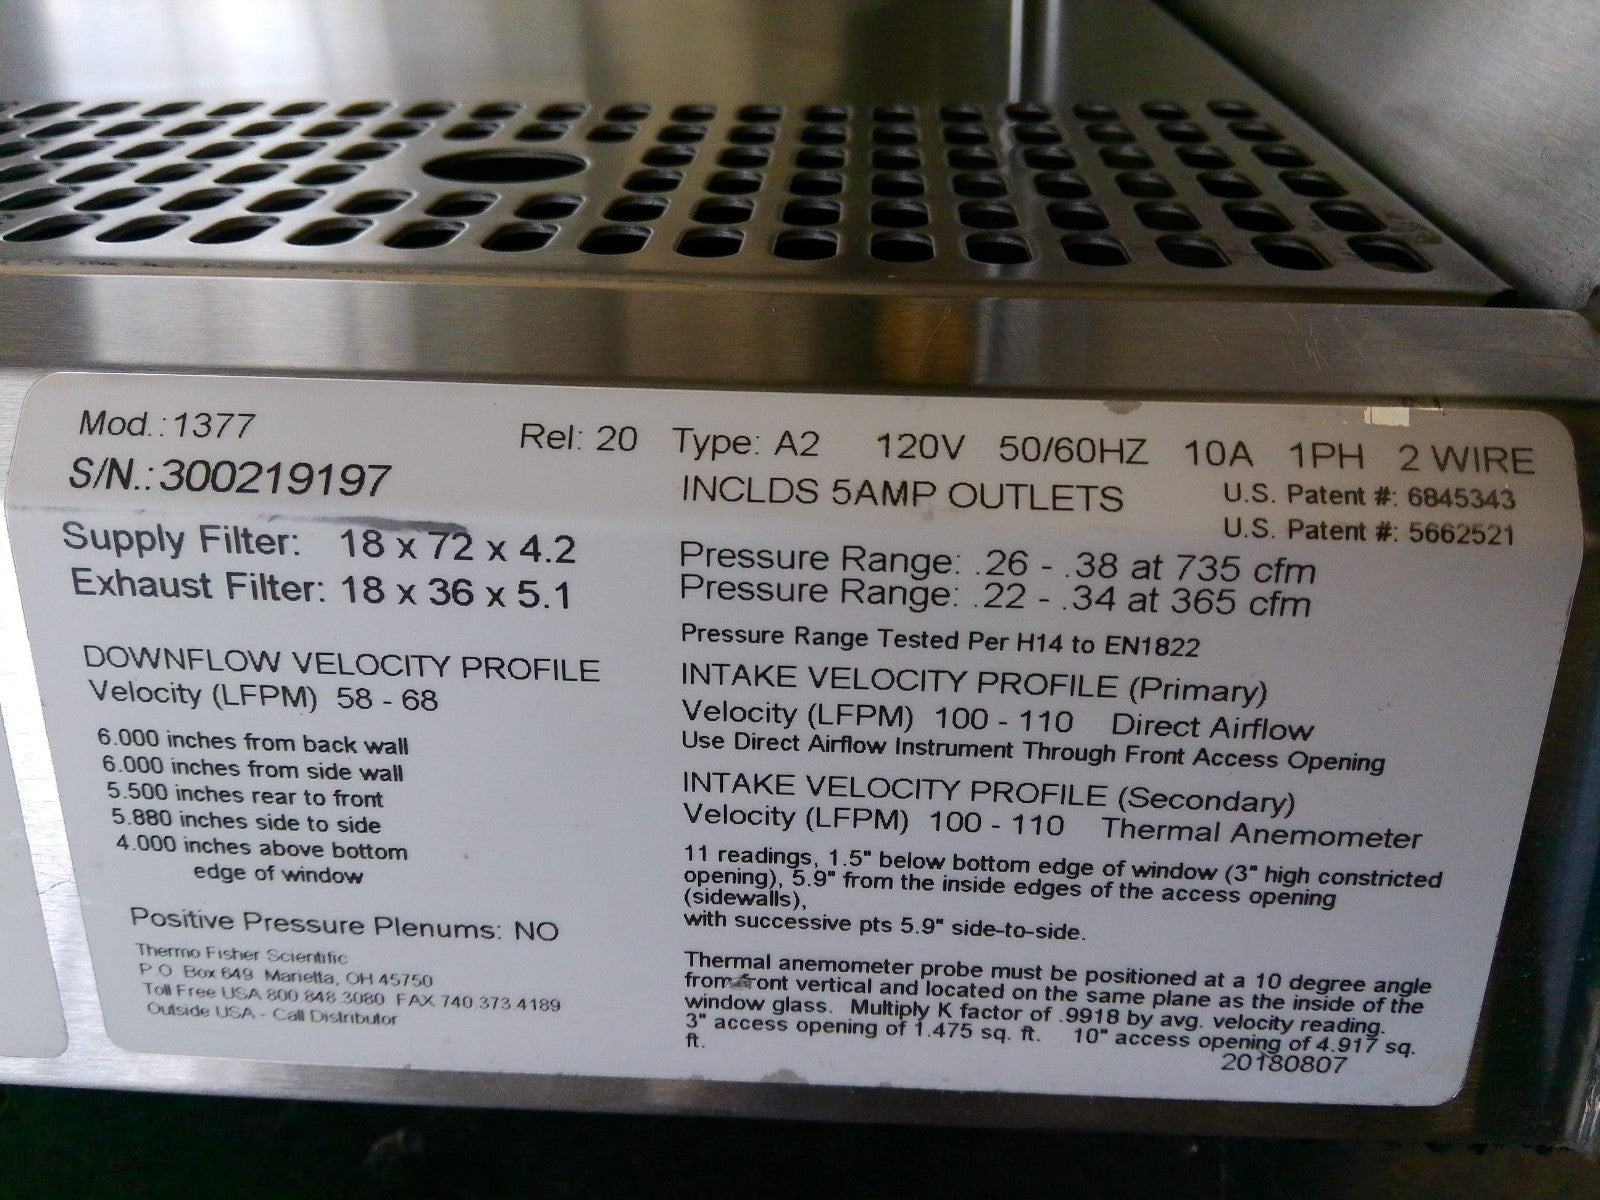 Mod.: 1377
S/N.: 300219197
Rel: 20 Type: A2 120V 50/60HZ 10A 1PH 2 WIRE
INCLDS 5AMP OUTLETS
U.S. Patent #: 6845343
U.S. Patent #: 5662521
Supply Filter: 18 x 72 x 4.2
Exhaust Filter: 18 x 36 x 5.1
DOWNFLOW VELOCITY PROFILE
Velocity (LFPM) 58 - 68
6.000 inches from back wall
6.000 inches from side wall
5.500 inches rear to front
5.880 inches side to side
4.000 inches above bottom
edge of window
Positive Pressure Plenums: NO
Thermo Fisher Scientific
P.O. Box 649 Marietta, OH 45750
Toll Free USA 800.848.3080 FAX 740.373.4189
Outside USA - Call Distributor
Pressure Range: .26 - .38 at 735 cfm
Pressure Range: .22 - .34 at 365 cfm
Pressure Range Tested Per H14 to EN1822
INTAKE VELOCITY PROFILE (Primary)
Velocity (LFPM) 100 - 110 Direct Airflow
Use Direct Airflow Instrument Through Front Access Opening
INTAKE VELOCITY PROFILE (Secondary)
Velocity (LFPM) 100 - 110 Thermal Anemometer
11 readings, 1.5" below bottom edge of window (3" high constricted
opening), 5.9" from the inside edges of the access opening
(sidewalls),
with successive pts 5.9" side-to-side.
Thermal anemometer probe must be positioned at a 10 degree angle
from front vertical and located on the same plane as the inside of the
window glass. Multiply K factor of .9918 by avg. velocity reading.
3" access opening of 1.475 sq. ft. 10" access opening of 4.917 sq.
ft.
20180807